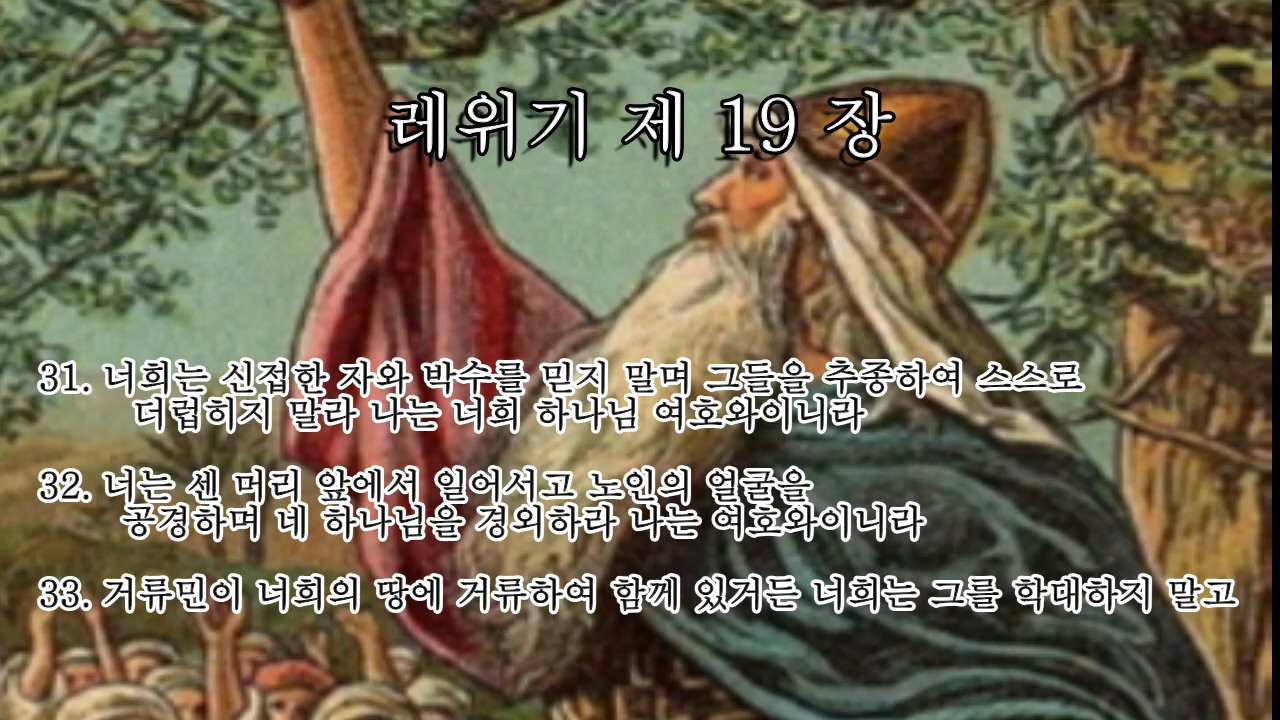 레위기 제 19 장
31. 너희는 신접한 자와 박수를 믿지 말며 그들을 추종하여 스스로
더럽히지 말라 나는 너희 하나님 여호와이니라
32. 너는 센 머리 앞에서 일어서고 노인의 얼굴을
공경하며 네 하나님을 경외하라 나는 여호와이니라
33. 거류민이 너희의 땅에 거류하여 함께 있거든 너희는 그를 학대하지 말고